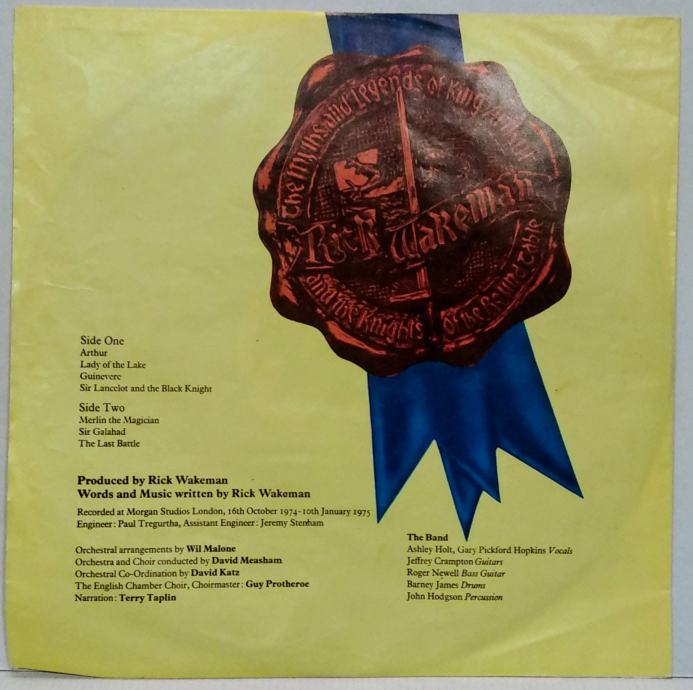 The Myths and Legends of King Arthur
Rick Wakeman
and the Knights of the Round Table
Side One
Arthur
Lady of the Lake
Guinevere
Sir Lancelot and the Black Knight
Side Two
Merlin the Magician
Sir Galahad
The Last Battle
Produced by Rick Wakeman
Words and Music written by Rick Wakeman
Recorded at Morgan Studios London, 16th October 1974-10th January 1975
Engineer: Paul Tregurtha, Assistant Engineer: Jeremy Stenham
Orchestral arrangements by Wil Malone
Orchestra and Choir conducted by David Measham
Orchestral Co-Ordination by David Katz
The English Chamber Choir, Choirmaster: Guy Protheroe
Narration: Terry Taplin
The Band
Ashley Holt, Gary Pickford Hopkins Vocals
Jeffrey Crampton Guitars
Roger Newell Bass Guitar
Barney James Drums
John Hodgson Percussion